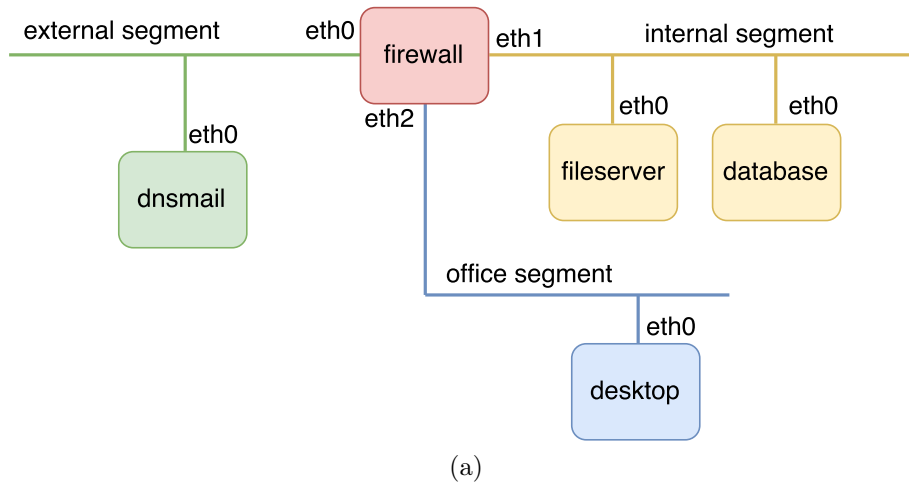 external segment
eth0
firewall
eth1
internal segment
eth2
eth0
eth0
eth0
dnsmail
fileserver
database
office segment
eth0
desktop
(a)